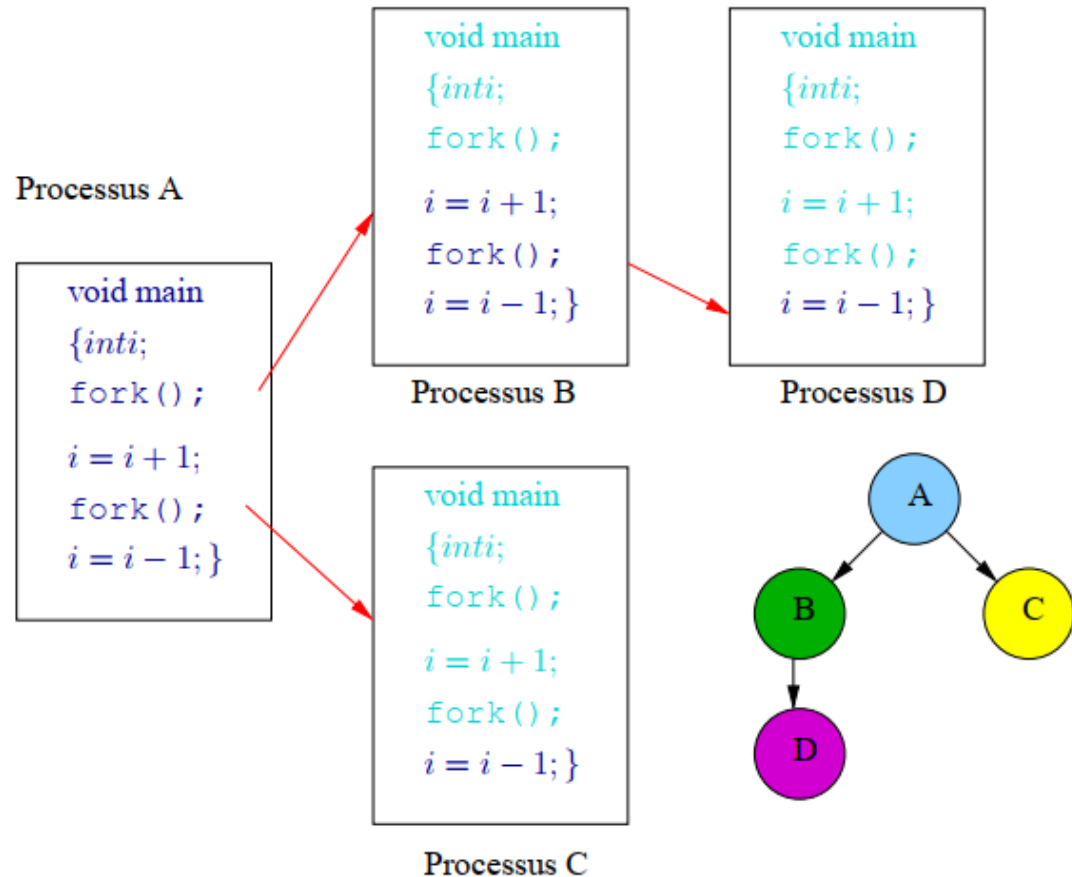 Processus A
void main
{inti;
fork();
i = i + 1;
fork();
i = i − 1; }
void main
{inti;
fork();
i = i + 1;
fork();
i = i − 1; }
Processus B
void main
{inti;
fork();
i = i + 1;
fork();
i = i − 1; }
Processus D
void main
{inti;
fork();
i = i + 1;
fork();
i = i − 1; }
Processus C
A
B
C
D